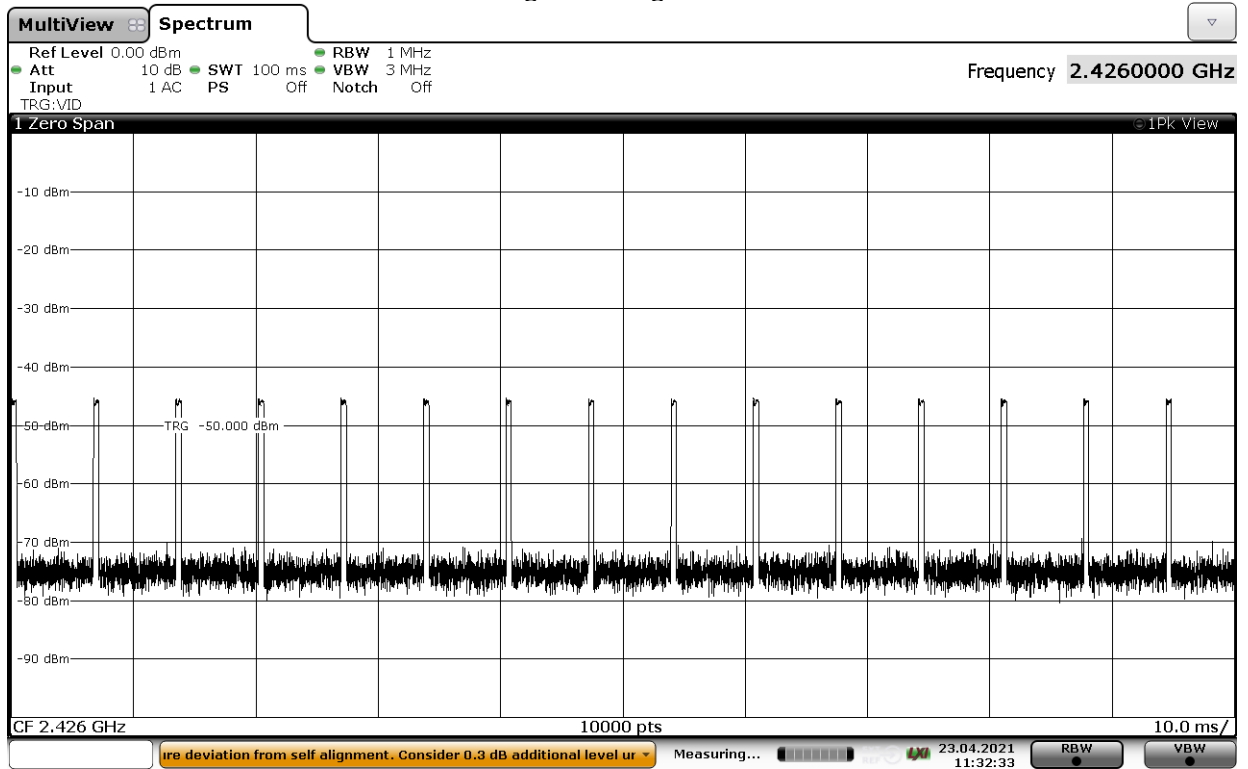 MultiView Spectrum
Ref Level 0.00 dBm RBW 1 MHz
Att 10 dB SWT 100 ms VBW 3 MHz
Input 1 AC PS Off Notch Off
TRG:VID
Frequency 2.4260000 GHz
1 Zero Span 1Pk View
-10 dBm
-20 dBm
-30 dBm
-40 dBm
-50 dBm
TRG -50.000 dBm
-60 dBm
-70 dBm
-80 dBm
-90 dBm
CF 2.426 GHz 10000 pts 10.0 ms/
ure deviation from self alignment. Consider 0.3 dB additional level ur Measuring... LXI 23.04.2021 RBW VBW
11:32:33